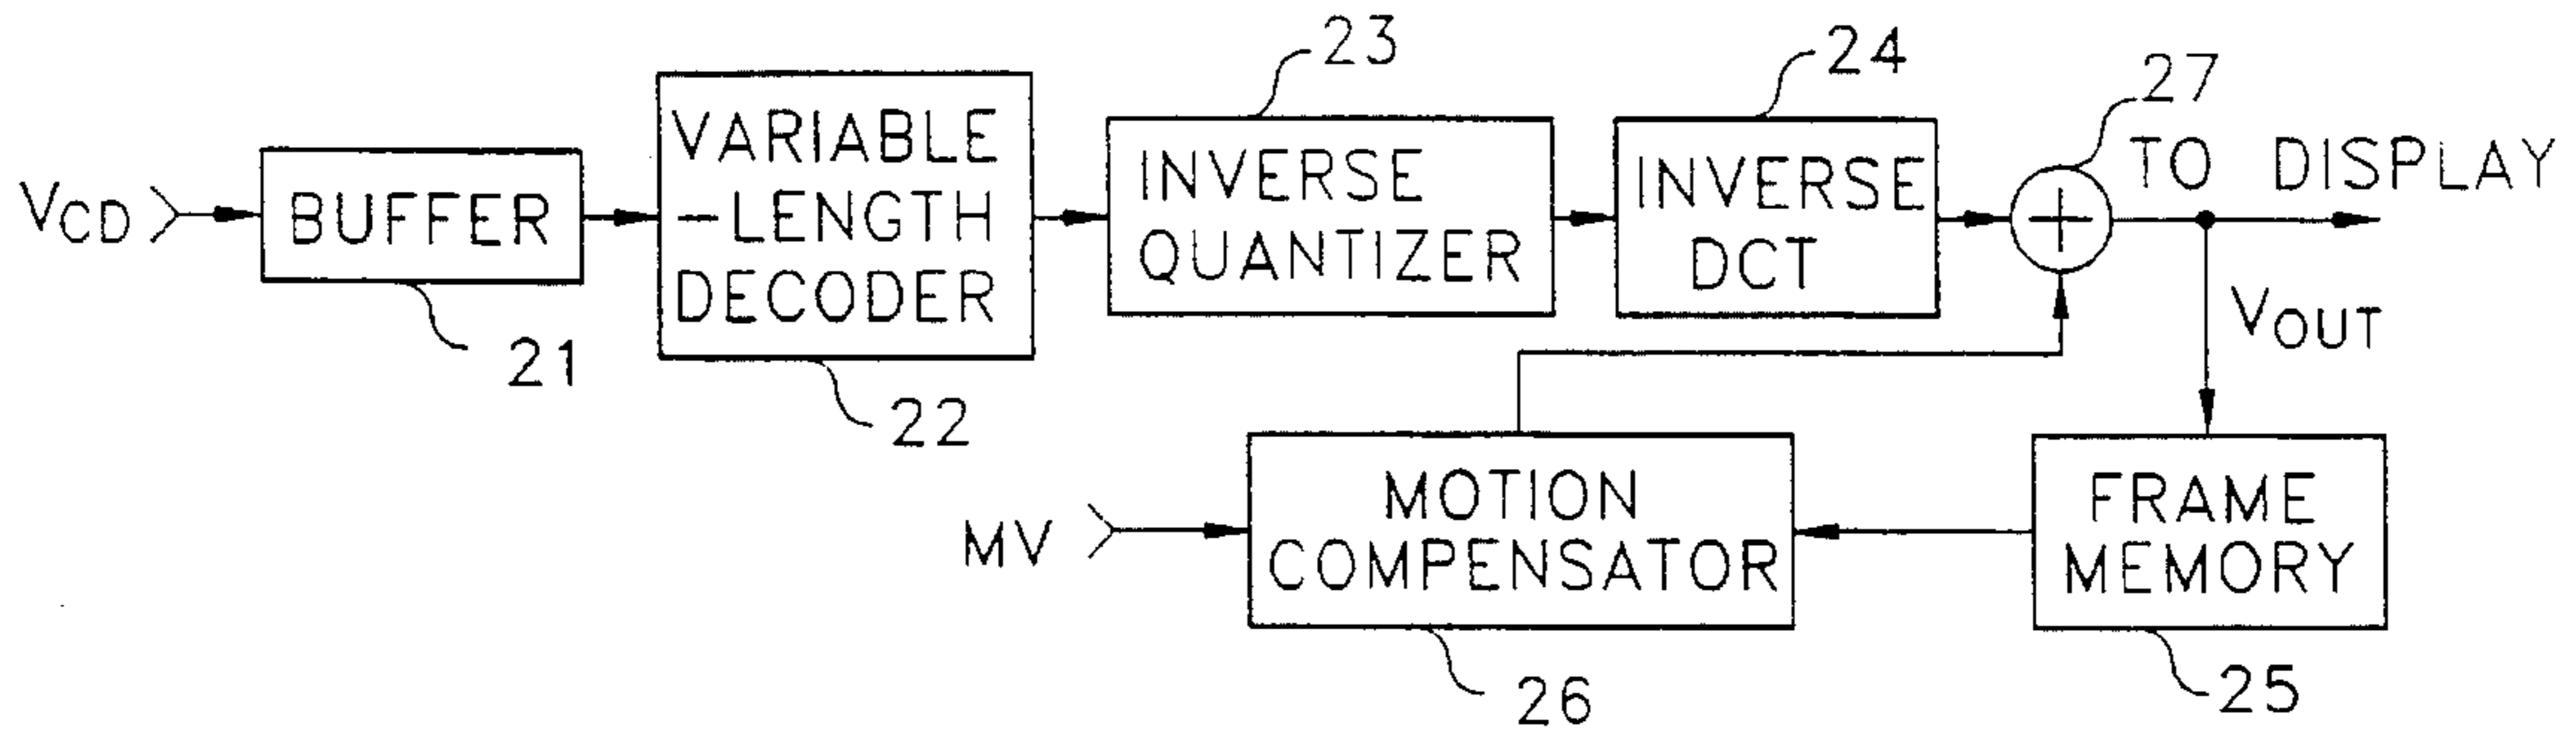 23
24
27
VARIABLE
-LENGTH
DECODER
INVERSE
QUANTIZER
INVERSE
DCT
TO DISPLAY
VCD
BUFFER
+
VOUT
21
22
MV
MOTION
COMPENSATOR
FRAME
MEMORY
26
25